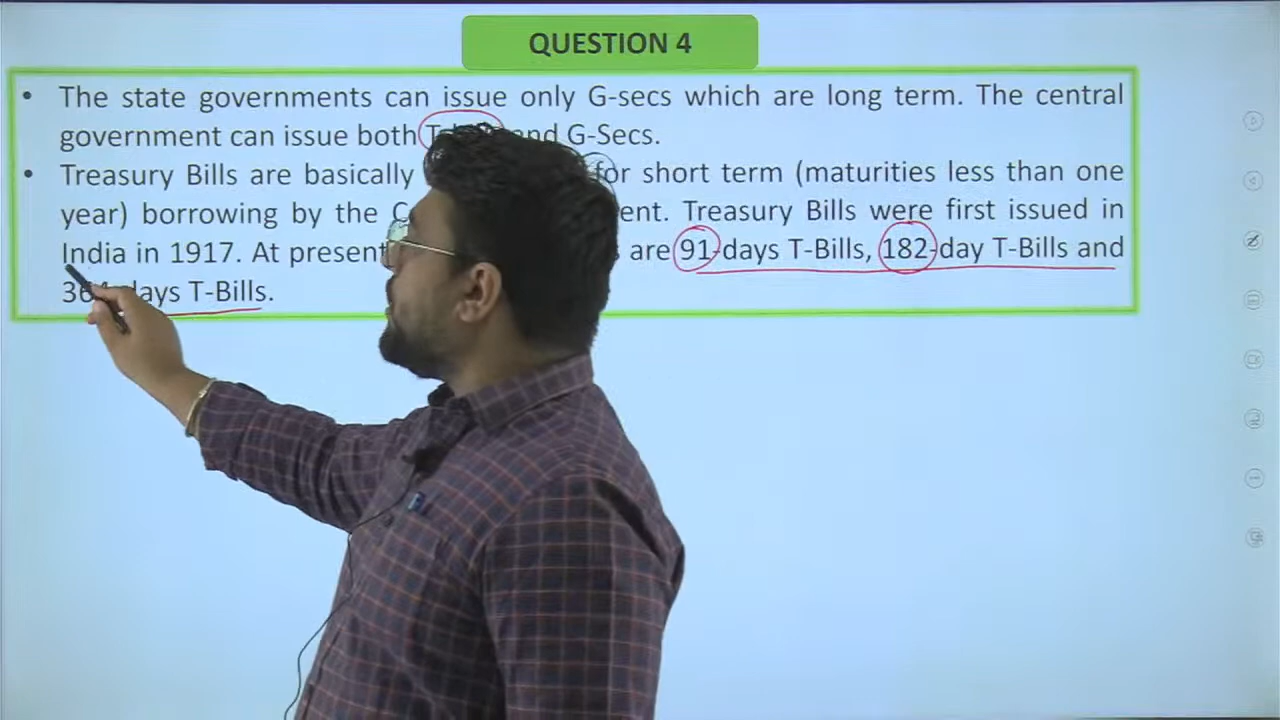 QUESTION 4
• The state governments can issue only G-secs which are long term. The central
government can issue both and G-Secs.
• Treasury Bills are basically for short term (maturities less than one
year) borrowing by the Treasury Bills were first issued in
India in 1917. At present are 91-days T-Bills, 182-day T-Bills and
364 days T-Bills.